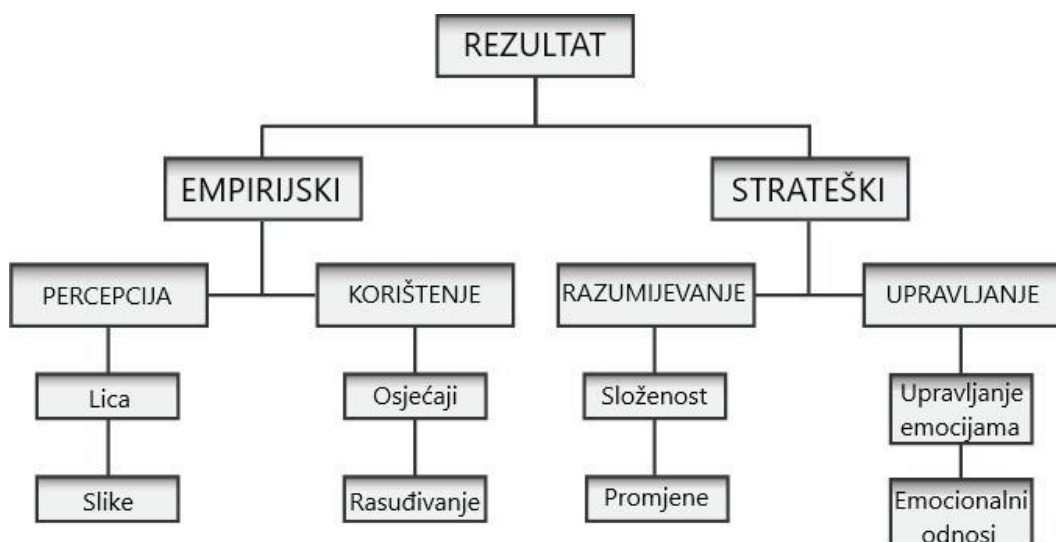 REZULTAT
EMPIRIJSKI
STRATEŠKI
PERCEPCIJA
KORIŠTENJE
RAZUMIJEVANJE
UPRAVLJANJE
Lica
Osjećaji
Složenost
Upravljanje
emocijama
Slike
Rasuđivanje
Promjene
Emocionalni
odnosi